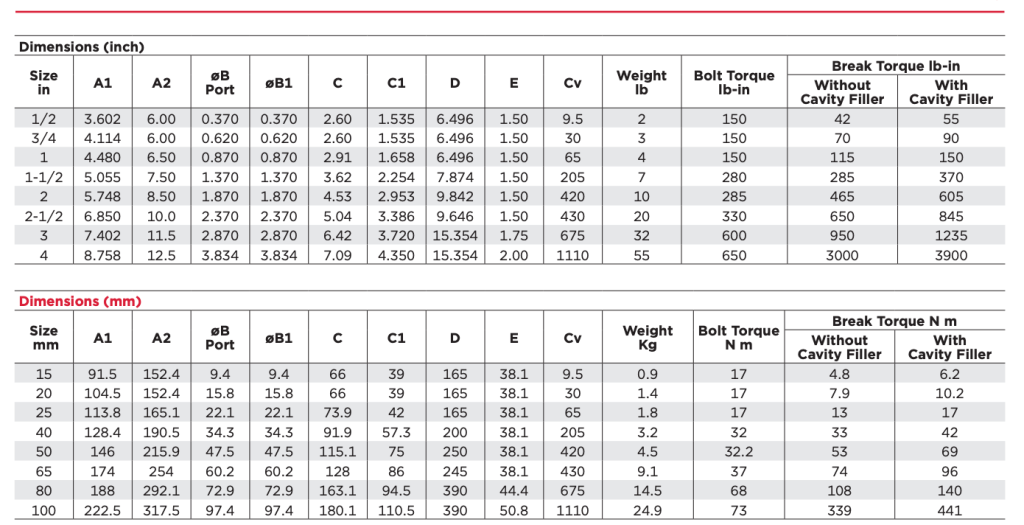 Dimensions (inch)
Size in A1 A2 øB Port øB1 C C1 D E Cv Weight lb Bolt Torque lb-in Break Torque lb-in Without Cavity Filler With Cavity Filler
1/2 3.602 6.00 0.370 0.370 2.60 1.535 6.496 1.50 9.5 2 150 42 55
3/4 4.114 6.00 0.620 0.620 2.60 1.535 6.496 1.50 30 3 150 70 90
1 4.480 6.50 0.870 0.870 2.91 1.658 6.496 1.50 65 4 150 115 150
1-1/2 5.055 7.50 1.370 1.370 3.62 2.254 7.874 1.50 205 7 280 285 370
2 5.748 8.50 1.870 1.870 4.53 2.953 9.842 1.50 420 10 285 465 605
2-1/2 6.850 10.0 2.370 2.370 5.04 3.386 9.646 1.50 430 20 330 650 845
3 7.402 11.5 2.870 2.870 6.42 3.720 15.354 1.75 675 32 600 950 1235
4 8.758 12.5 3.834 3.834 7.09 4.350 15.354 2.00 1110 55 650 3000 3900
Dimensions (mm)
Size mm A1 A2 øB Port øB1 C C1 D E Cv Weight Kg Bolt Torque N m Break Torque N m Without Cavity Filler With Cavity Filler
15 91.5 152.4 9.4 9.4 66 39 165 38.1 9.5 0.9 17 4.8 6.2
20 104.5 152.4 15.8 15.8 66 39 165 38.1 30 1.4 17 7.9 10.2
25 113.8 165.1 22.1 22.1 73.9 42 165 38.1 65 1.8 17 13 17
40 128.4 190.5 34.3 34.3 91.9 57.3 200 38.1 205 3.2 32 33 42
50 146 215.9 47.5 47.5 115.1 75 250 38.1 420 4.5 32.2 53 69
65 174 254 60.2 60.2 128 86 245 38.1 430 9.1 37 74 96
80 188 292.1 72.9 72.9 163.1 94.5 390 44.4 675 14.5 68 108 140
100 222.5 317.5 97.4 97.4 180.1 110.5 390 50.8 1110 24.9 73 339 441